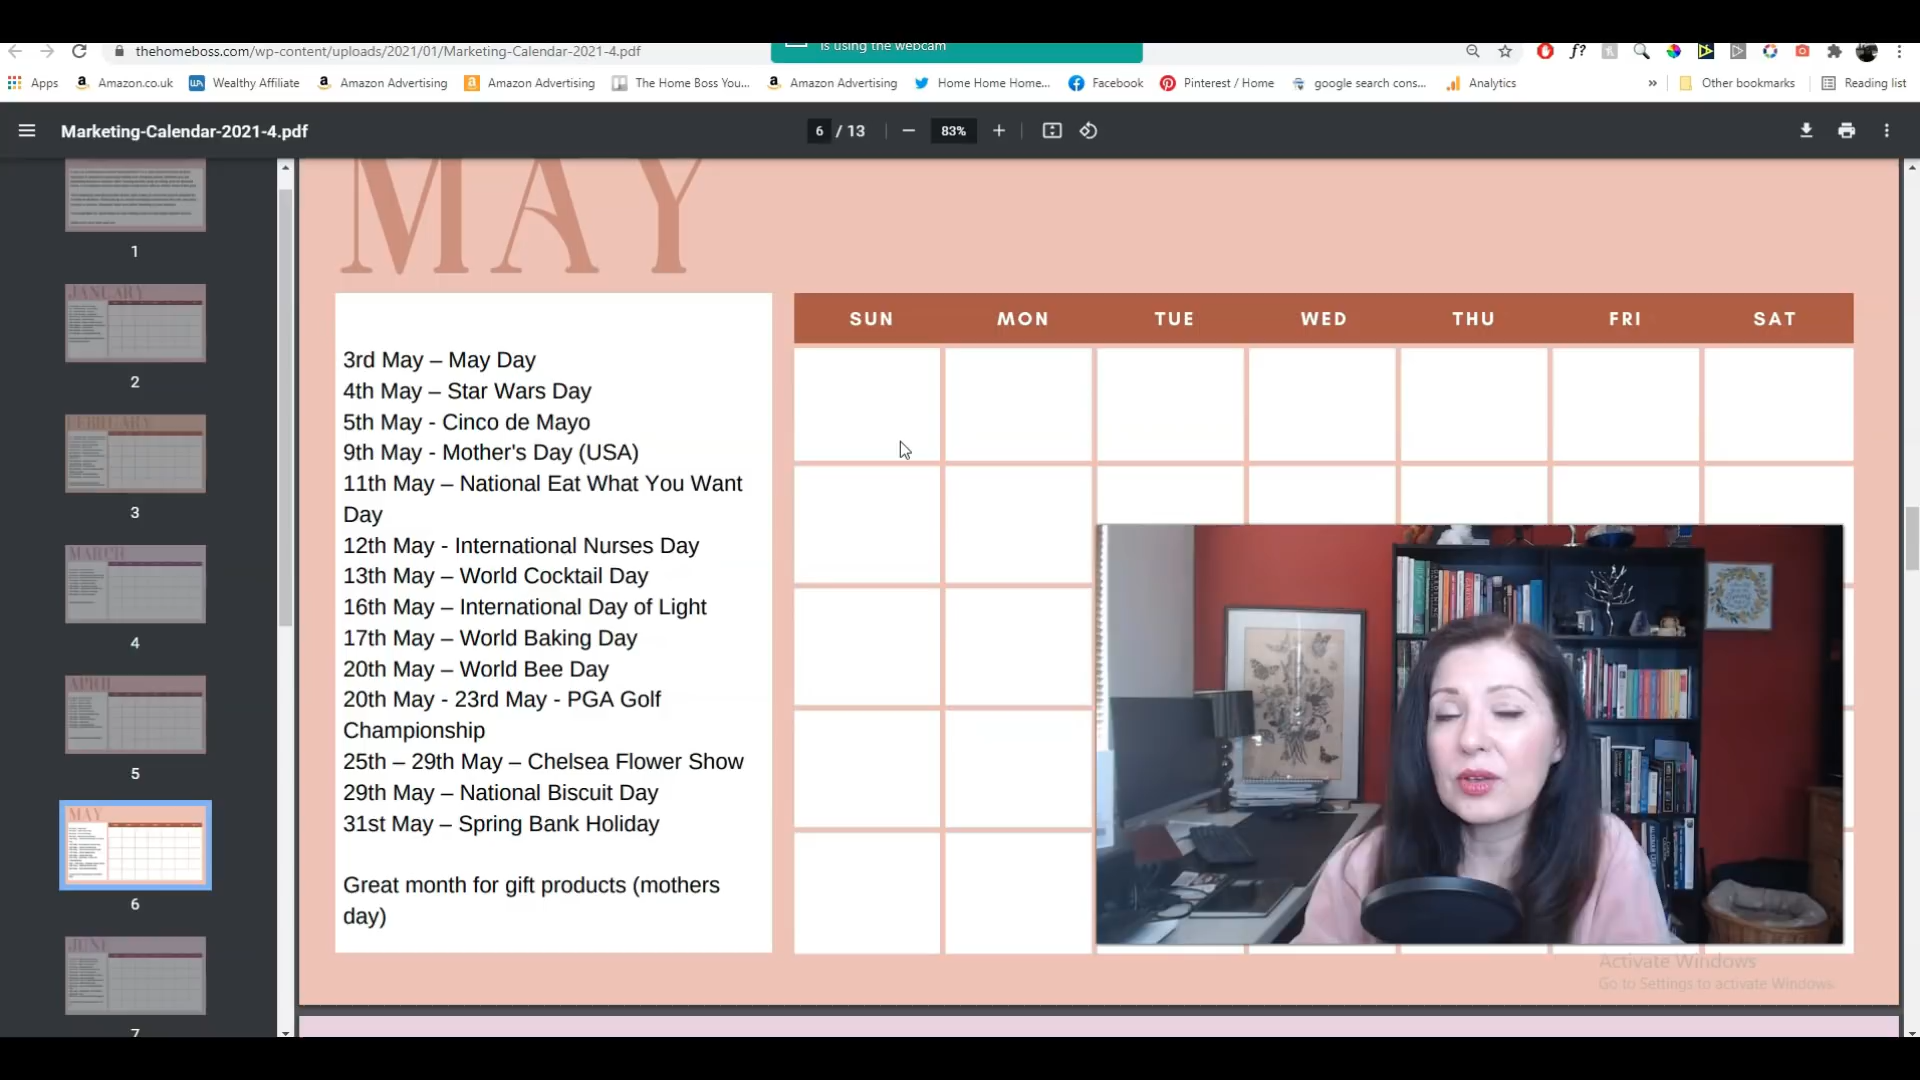 is using the webcam
thehomeboss.com/wp-content/uploads/2021/01/Marketing-Calendar-2021-4.pdf
Apps Amazon.co.uk Wealthy Affiliate Amazon Advertising Amazon Advertising The Home Boss You... Amazon Advertising Home Home Home... Facebook Pinterest / Home google search cons... Analytics » Other bookmarks Reading list
Marketing-Calendar-2021-4.pdf 6 / 13 83%
MAY
SUN MON TUE WED THU FRI SAT
3rd May – May Day
4th May – Star Wars Day
5th May - Cinco de Mayo
9th May - Mother's Day (USA)
11th May – National Eat What You Want
Day
12th May - International Nurses Day
13th May – World Cocktail Day
16th May – International Day of Light
17th May – World Baking Day
20th May – World Bee Day
20th May - 23rd May - PGA Golf
Championship
25th – 29th May – Chelsea Flower Show
29th May – National Biscuit Day
31st May – Spring Bank Holiday
Great month for gift products (mothers
day)
1
JANUARY
2
FEBRUARY
3
MARCH
4
APRIL
5
MAY
6
JUNE
7
Activate Windows
Go to Settings to activate Windows.